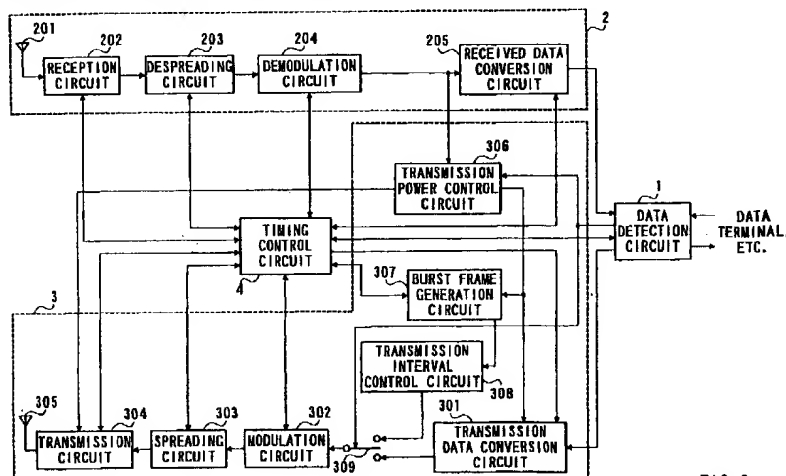 201
202
203
204
205
2
RECEPTION
CIRCUIT
DESPREADING
CIRCUIT
DEMODULATION
CIRCUIT
RECEIVED DATA
CONVERSION CIRCUIT
306
TRANSMISSION
POWER CONTROL
CIRCUIT
1
DATA
DETECTION
CIRCUIT
DATA
TERMINAL,
ETC.
TIMING
CONTROL
CIRCUIT
4
307
BURST FRAME
GENERATION
CIRCUIT
3
TRANSMISSION
INTERVAL
CONTROL CIRCUIT
308
305
304
303
302
309
301
TRANSMISSION
CIRCUIT
SPREADING
CIRCUIT
MODULATION
CIRCUIT
TRANSMISSION
DATA CONVERSION
CIRCUIT